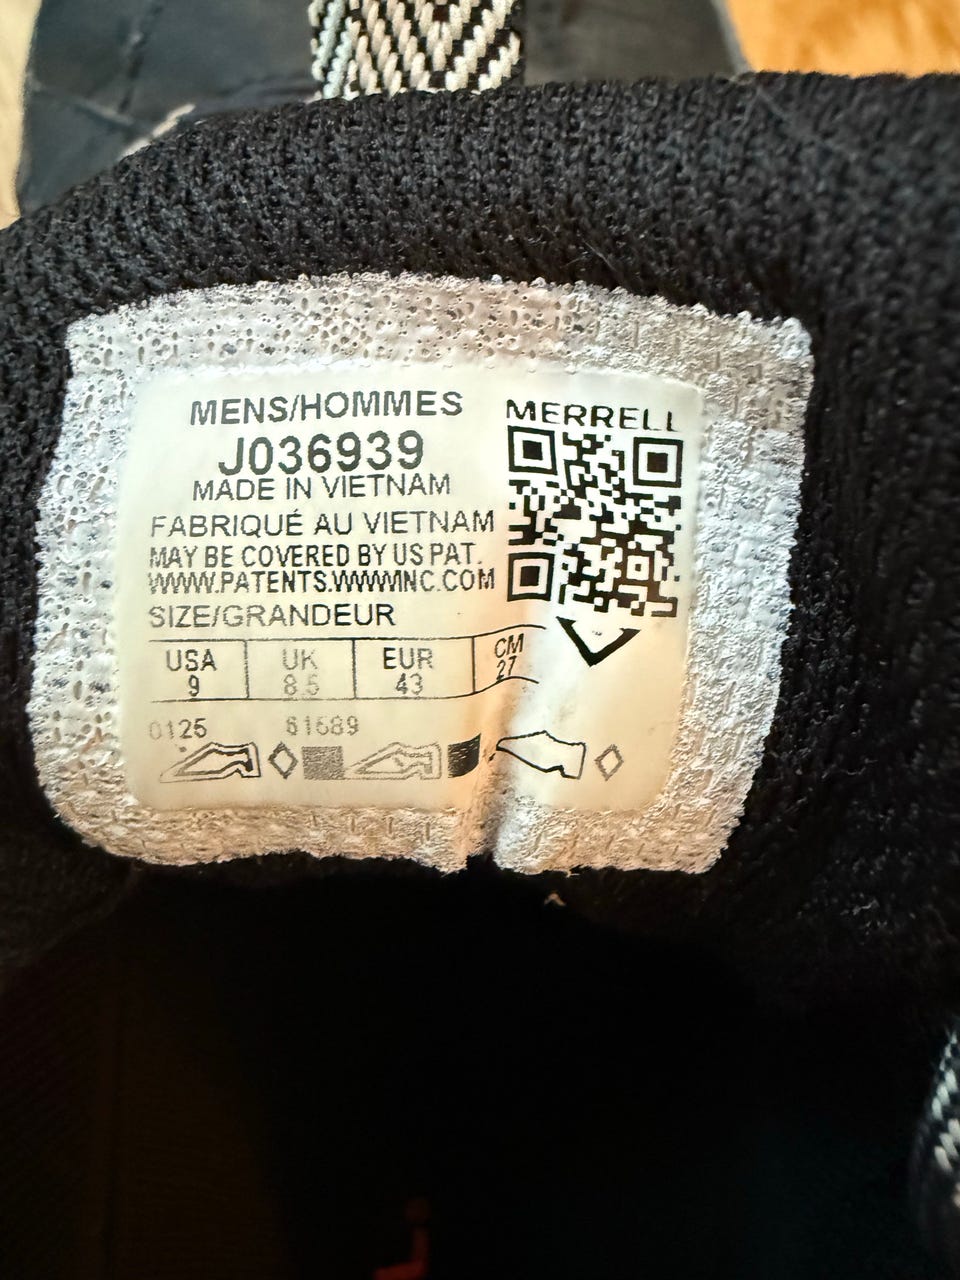 MENS/HOMMES
J036939
MADE IN VIETNAM
FABRIQUÉ AU VIETNAM
MAY BE COVERED BY US PAT.
WWW.PATENTS.WWWINC.COM
SIZE/GRANDEUR
USA UK EUR CM
9 8.5 43 27
0125 61689
MERRELL